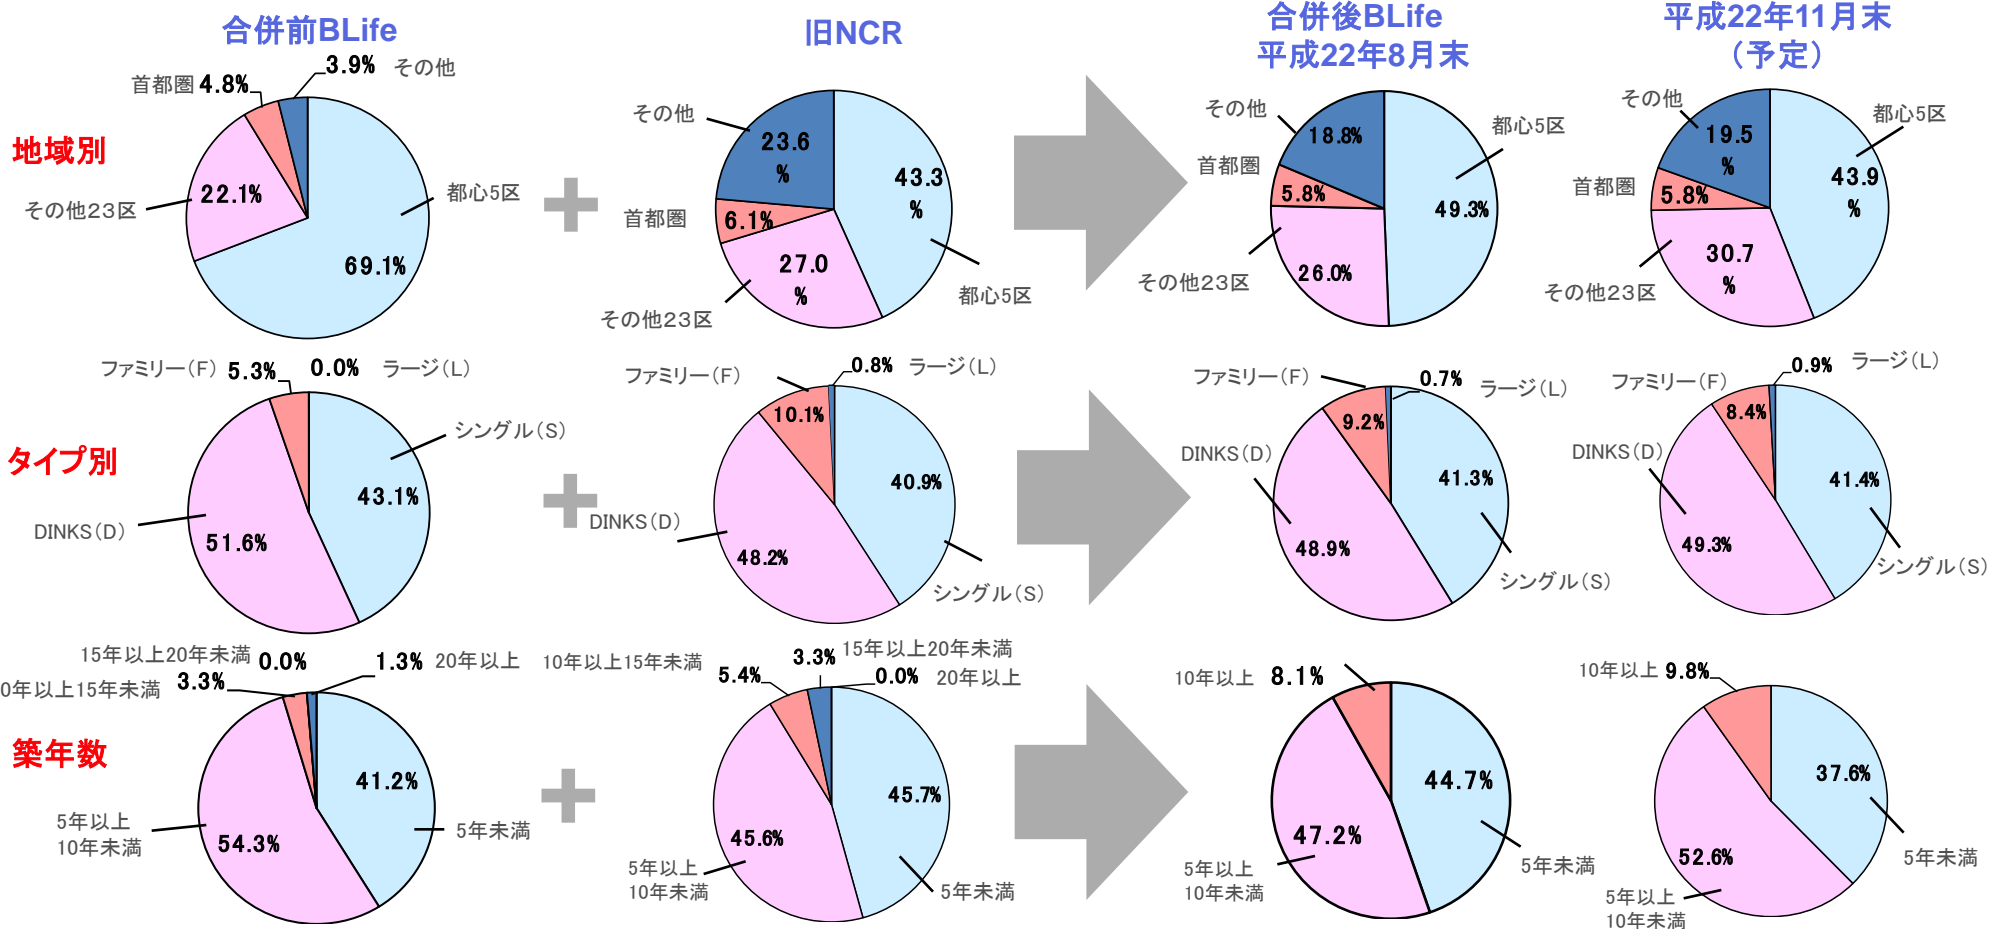 合併前BLife
旧NCR
合併後BLife
平成22年8月末
平成22年11月末
（予定）
地域別
首都圏 4.8%
3.9% その他
その他23区
22.1%
都心5区
69.1%
その他
23.6
%
43.3
%
首都圏
6.1%
27.0
%
その他23区
都心5区
その他
18.8%
都心5区
首都圏
5.8%
49.3%
その他23区
26.0%
その他
19.5
%
都心5区
43.9
%
首都圏
5.8%
30.7
%
その他23区
タイプ別
ファミリー（F） 5.3%
0.0% ラージ（L）
シングル（S）
43.1%
DINKS（D）
51.6%
ファミリー（F）
0.8% ラージ（L）
10.1%
40.9%
DINKS（D）
48.2%
シングル（S）
ファミリー（F）
0.7% ラージ（L）
9.2%
DINKS（D）
41.3%
48.9%
シングル（S）
ファミリー（F）
0.9% ラージ（L）
8.4%
DINKS（D）
41.4%
49.3%
シングル（S）
築年数
15年以上20年未満 0.0%
1.3% 20年以上
0年以上15年未満 3.3%
41.2%
5年以上
10年未満
54.3%
5年未満
10年以上15年未満 5.4%
3.3% 15年以上20年未満
0.0% 20年以上
45.7%
45.6%
5年以上
10年未満
5年未満
10年以上 8.1%
44.7%
47.2%
5年以上
10年未満
5年未満
10年以上 9.8%
37.6%
52.6%
5年未満
5年以上
10年未満